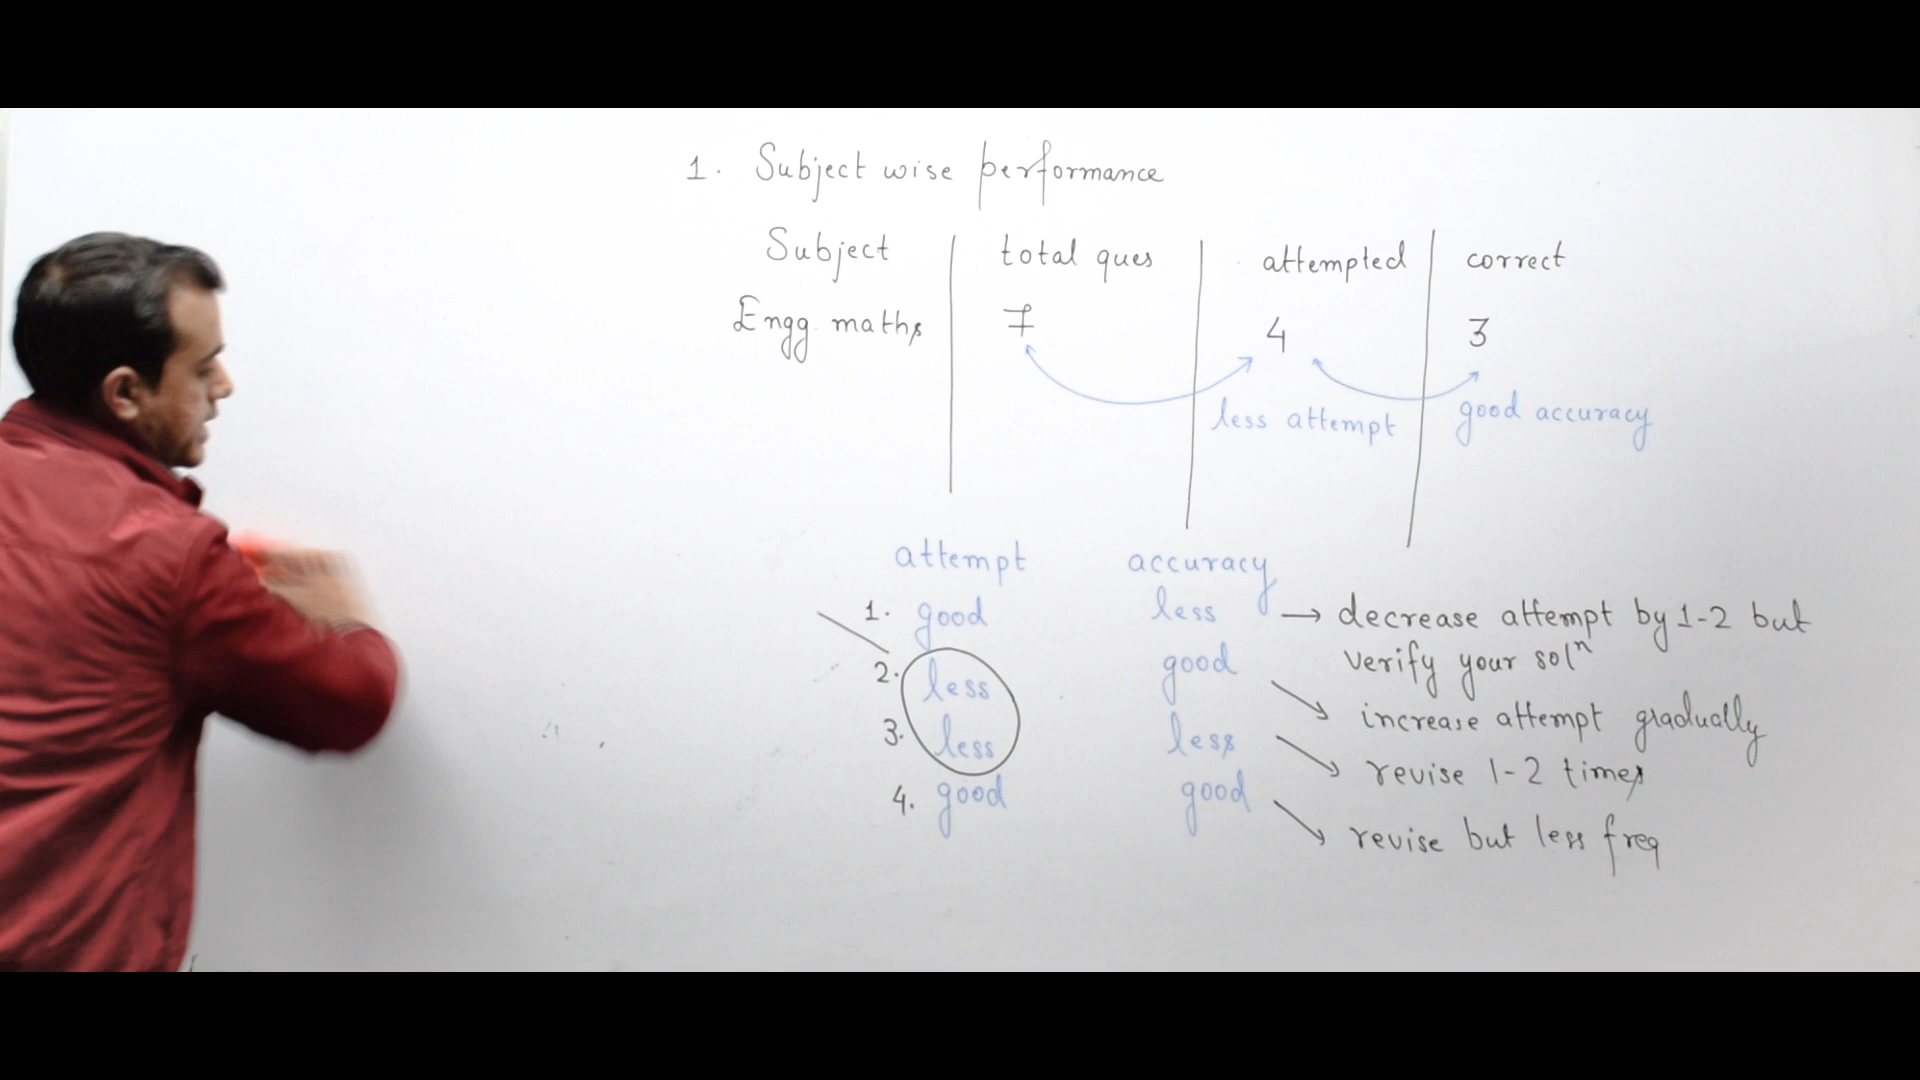 1. Subject wise performance
Subject total ques attempted correct
Engg. maths 7 4 3
less attempt good accuracy
attempt accuracy
1. good less → decrease attempt by 1-2 but
verify your solⁿ
2. less good ↘ increase attempt gradually
3. less less ↘ revise 1-2 times
4. good good ↘ revise but less freq